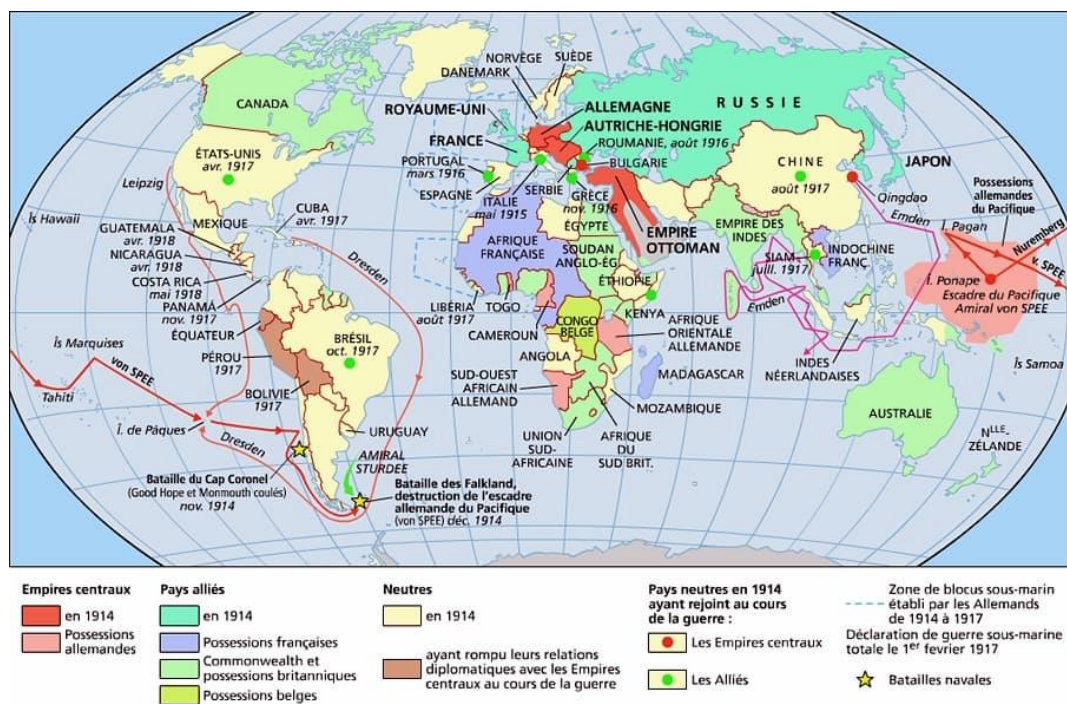 NORVÈGE
SUÈDE
DANEMARK
CANADA
ROYAUME-UNI
ALLEMAGNE
RUSSIE
AUTRICHE-HONGRIE
FRANCE
ROUMANIE, août 1916
ÉTATS-UNIS
avr. 1917
PORTUGAL
mars 1916
BULGARIE
CHINE
août 1917
JAPON
Leipzig
ESPAGNE
SERBIE
GRÈCE
nov. 1916
Qingdao
Possessions
allemandes
du Pacifique
Îs Hawaii
MEXIQUE
CUBA
avr. 1917
ITALIE
mai 1915
ÉGYPTE
EMPIRE
OTTOMAN
EMPIRE DES
INDES
Emden
Î. Pagan
GUATEMALA
avr. 1918
Dresden
AFRIQUE
FRANÇAISE
SOUDAN
ANGLO-ÉG.
SIAM
juill. 1917
INDOCHINE
FRANÇ.
Nuremberg
v. SPEE
NICARAGUA
avr. 1918
ÉTHIOPIE
Î. Ponape
COSTA RICA
mai 1918
LIBÉRIA
août 1917
TOGO
KENYA
Emden
Escadre du Pacifique
Amiral von SPEE
PANAMÁ
nov. 1917
CAMEROUN
CONGO
BELGE
AFRIQUE
ORIENTALE
ALLEMANDE
ÉQUATEUR
BRÉSIL
oct. 1917
ANGOLA
INDES
NÉERLANDAISES
Îs Samoa
Îs Marquises
PÉROU
1917
von SPEE
SUD-OUEST
AFRICAIN
ALLEMAND
MADAGASCAR
Tahiti
BOLIVIE
1917
MOZAMBIQUE
AUSTRALIE
Î. de Pâques
URUGUAY
UNION
SUD-
AFRICAINE
AFRIQUE
DU
SUD BRIT.
NLLE-
ZÉLANDE
Dresden
AMIRAL
STURDEE
Bataille du Cap Coronel
(Good Hope et Monmouth coulés)
nov. 1914
Bataille des Falkland,
destruction de l'escadre
allemande du Pacifique
(von SPEE) déc. 1914
Empires centraux
en 1914
Possessions
allemandes
Pays alliés
en 1914
Possessions françaises
Commonwealth et
possessions britanniques
Possessions belges
Neutres
en 1914
ayant rompu leurs relations
diplomatiques avec les Empires
centraux au cours de la guerre
Pays neutres en 1914
ayant rejoint au cours
de la guerre :
Les Empires centraux
Les Alliés
Zone de blocus sous-marin
établi par les Allemands
de 1914 à 1917
Déclaration de guerre sous-marine
totale le 1er fevrier 1917
Batailles navales